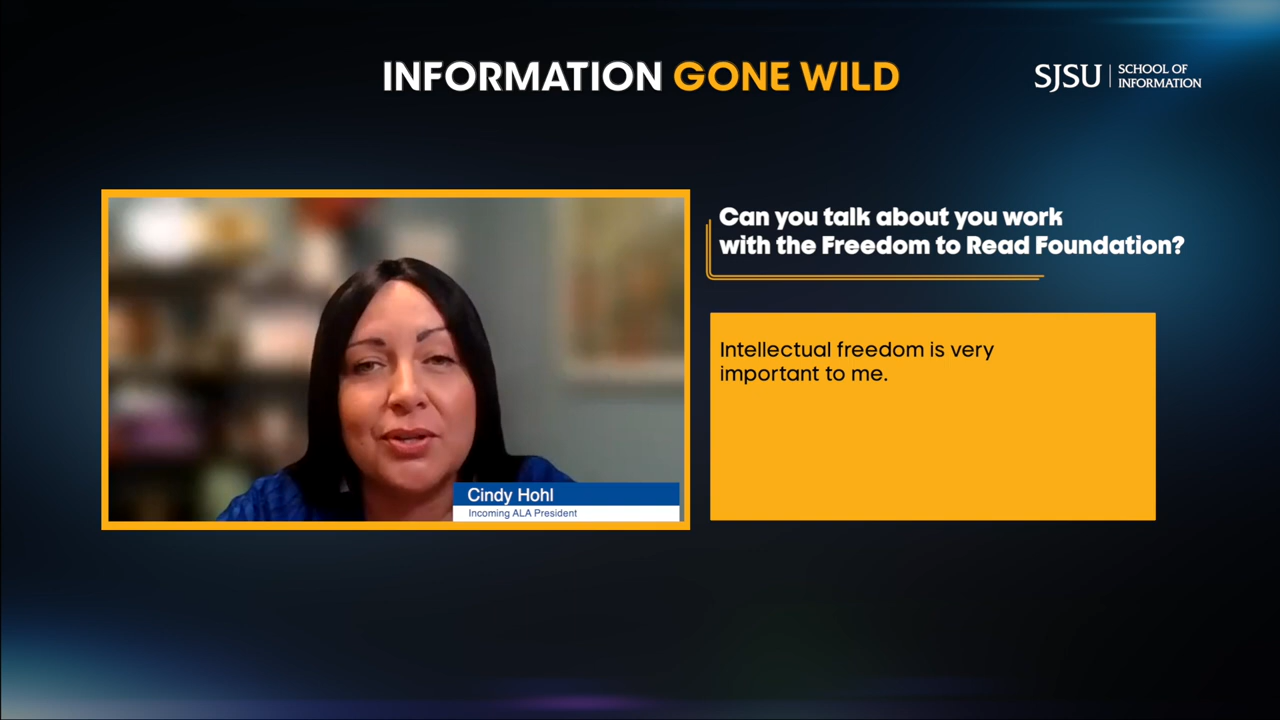 INFORMATION GONE WILD
SJSU
SCHOOL OF
INFORMATION
Can you talk about you work
with the Freedom to Read Foundation?
Intellectual freedom is very
important to me.
Cindy Hohl
Incoming ALA President